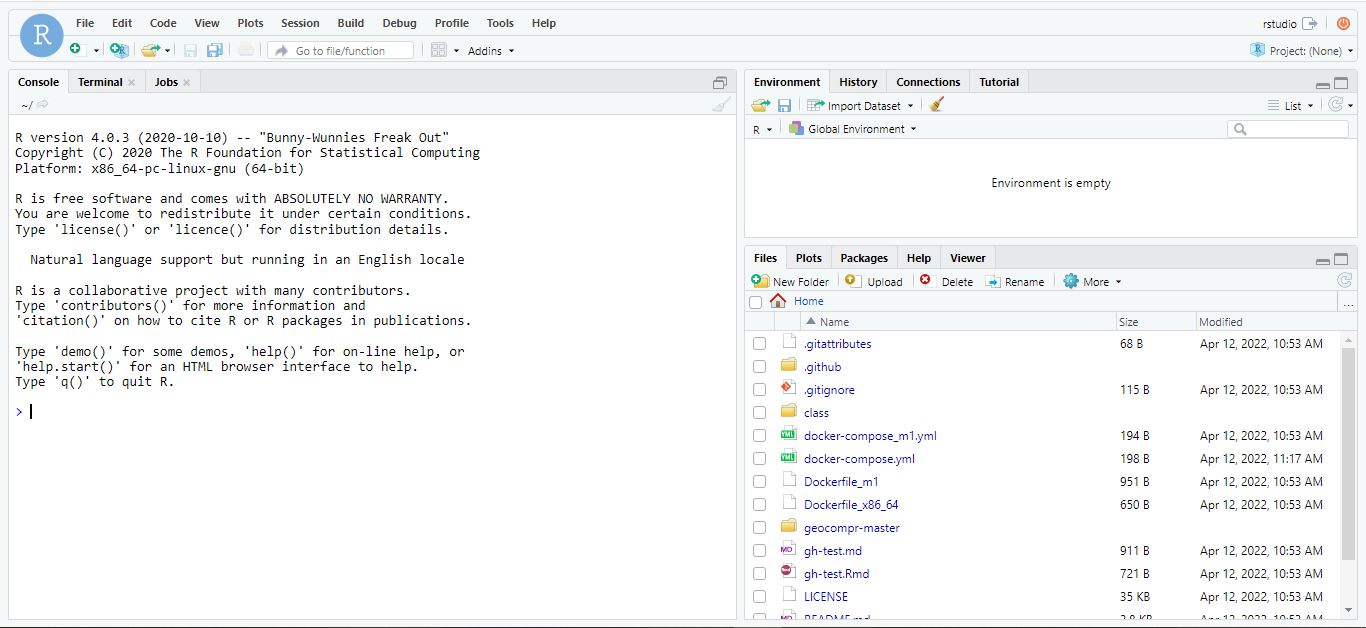 R
File Edit Code View Plots Session Build Debug Profile Tools Help
rstudio
Go to file/function
Addins
Project: (None)
Console Terminal Jobs
~/
R version 4.0.3 (2020-10-10) -- "Bunny-Wunnies Freak Out"
Copyright (C) 2020 The R Foundation for Statistical Computing
Platform: x86_64-pc-linux-gnu (64-bit)
R is free software and comes with ABSOLUTELY NO WARRANTY.
You are welcome to redistribute it under certain conditions.
Type 'license()' or 'licence()' for distribution details.
Natural language support but running in an English locale
R is a collaborative project with many contributors.
Type 'contributors()' for more information and
'citation()' on how to cite R or R packages in publications.
Type 'demo()' for some demos, 'help()' for on-line help, or
'help.start()' for an HTML browser interface to help.
Type 'q()' to quit R.
>
Environment History Connections Tutorial
Import Dataset
List
R Global Environment
Environment is empty
Files Plots Packages Help Viewer
New Folder Upload Delete Rename More
Home ...
Name Size Modified
.gitattributes 68 B Apr 12, 2022, 10:53 AM
.github
.gitignore 115 B Apr 12, 2022, 10:53 AM
class
docker-compose_m1.yml 194 B Apr 12, 2022, 10:53 AM
docker-compose.yml 198 B Apr 12, 2022, 11:17 AM
Dockerfile_m1 951 B Apr 12, 2022, 10:53 AM
Dockerfile_x86_64 650 B Apr 12, 2022, 10:53 AM
geocompr-master
gh-test.md 911 B Apr 12, 2022, 10:53 AM
gh-test.Rmd 721 B Apr 12, 2022, 10:53 AM
LICENSE 35 KB Apr 12, 2022, 10:53 AM
README.md Apr 12, 2022, 10:53 AM